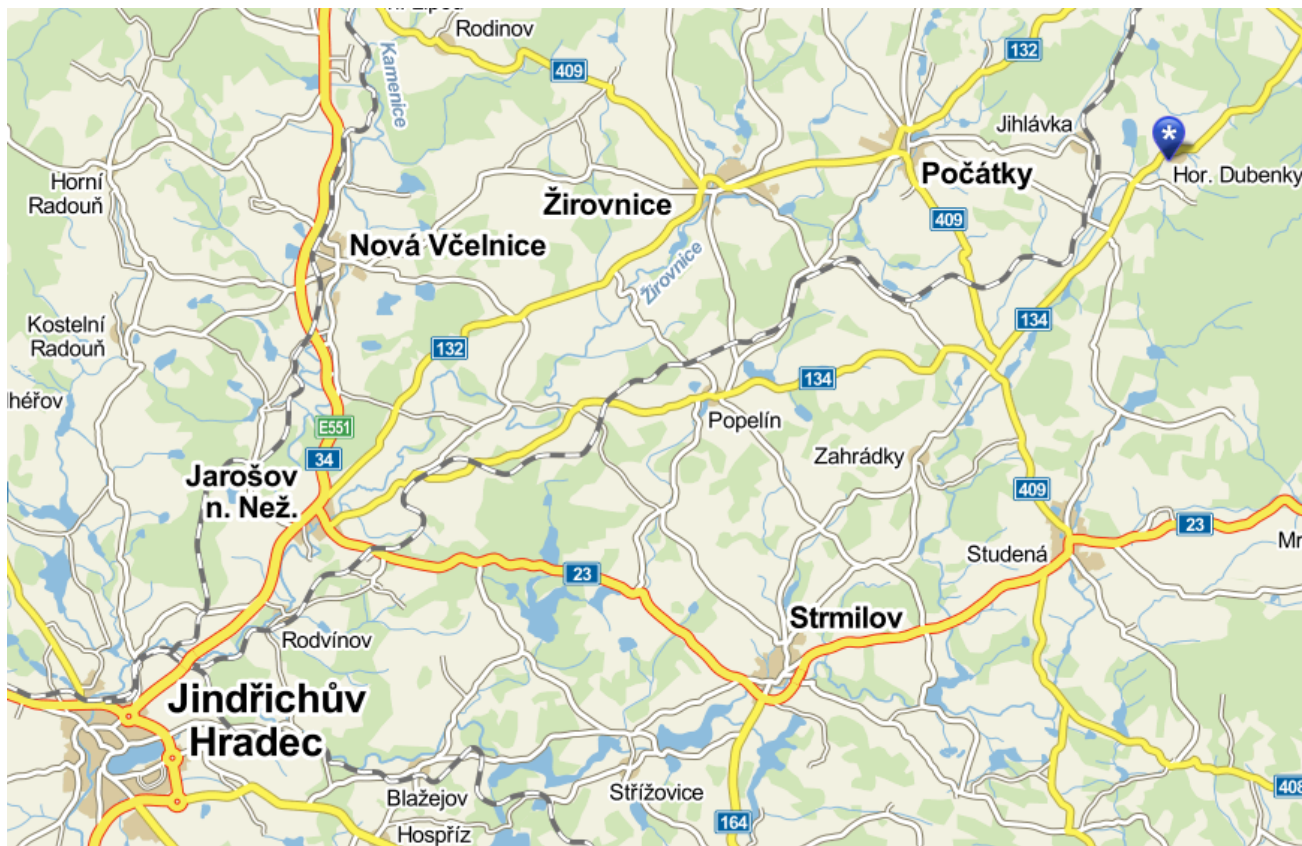 Rodinov
Kamenice
409
132
Jihlávka
*
Počátky
Hor. Dubenky
Horní
Radouň
Žirovnice
409
Nová Včelnice
Žirovnice
Kostelní
Radouň
132
134
134
lhéřov
E551
Popelín
34
Zahrádky
Jarošov
n. Než.
409
23
Studená
Mr
23
Strmilov
Rodvínov
Jindřichův
Hradec
Blažejov
Střížovice
408
164
Hospříz